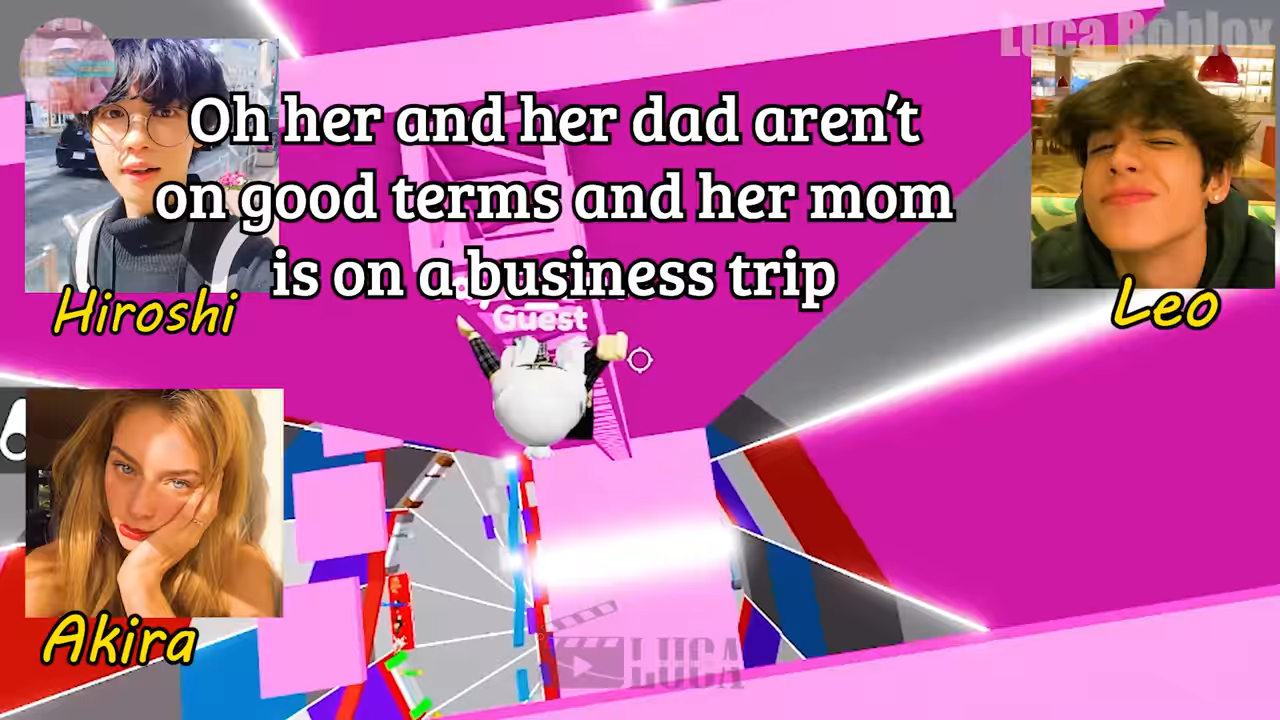 Luca Roblox
Oh her and her dad aren't
on good terms and her mom
is on a business trip
Hiroshi
Guest
Leo
Akira
LUCA